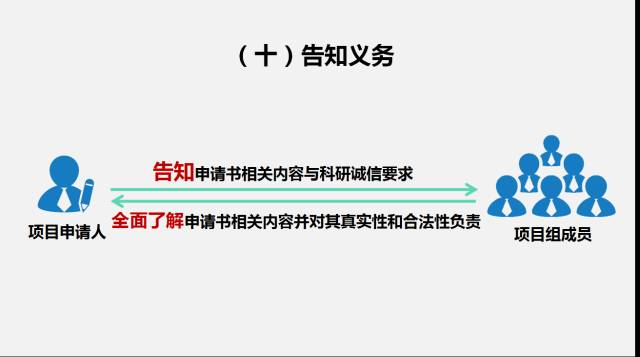 （十）告知义务
告知申请书相关内容与科研诚信要求
全面了解申请书相关内容并对其真实性和合法性负责
项目申请人
项目组成员